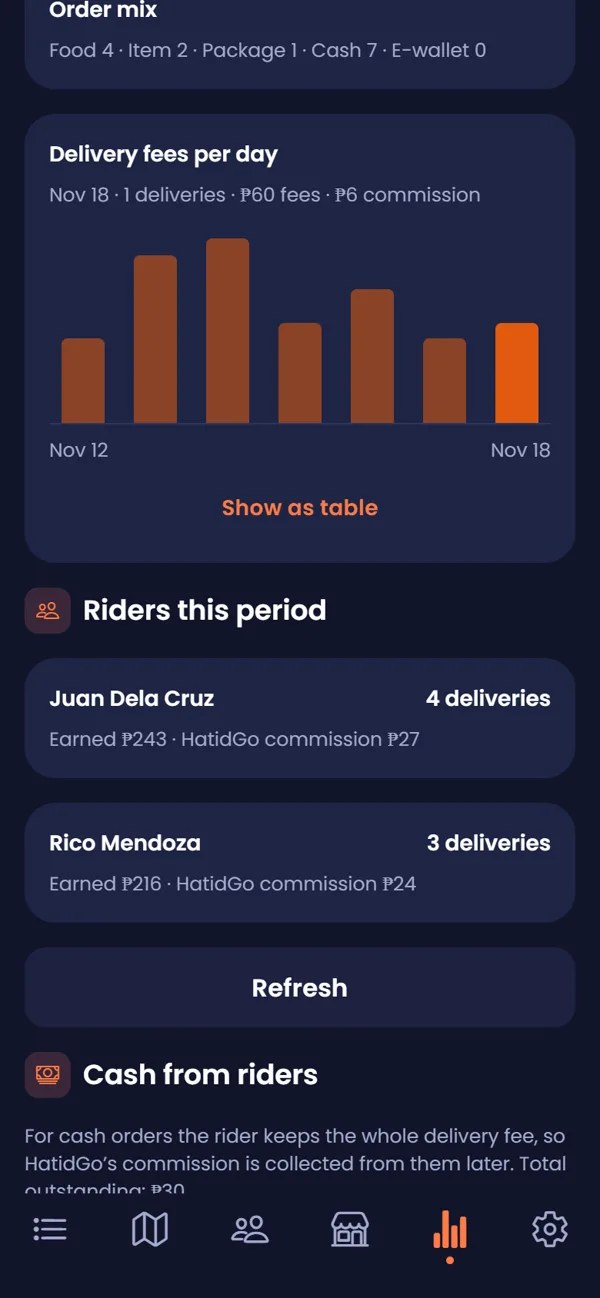 Order mix
Food 4 · Item 2 · Package 1 · Cash 7 · E-wallet 0
Delivery fees per day
Nov 18 · 1 deliveries · ₱60 fees · ₱6 commission
Nov 12
Nov 18
Show as table
Riders this period
Juan Dela Cruz
4 deliveries
Earned ₱243 · HatidGo commission ₱27
Rico Mendoza
3 deliveries
Earned ₱216 · HatidGo commission ₱24
Refresh
Cash from riders
For cash orders the rider keeps the whole delivery fee, so
HatidGo’s commission is collected from them later. Total
outstanding: ₱30